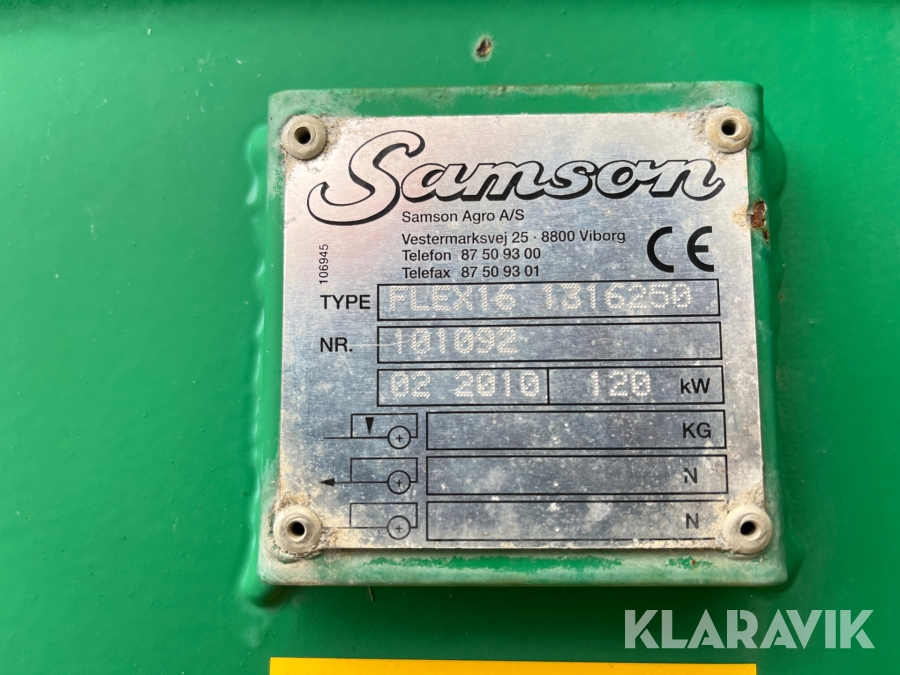 Samson
Samson Agro A/S
Vestermarksvej 25 · 8800 Viborg
Telefon 87 50 93 00
Telefax 87 50 93 01
CE
106945
TYPE FLEX16 1316250
NR. 101092
02 2010 120 kW
KG
N
N
KLARAVIK